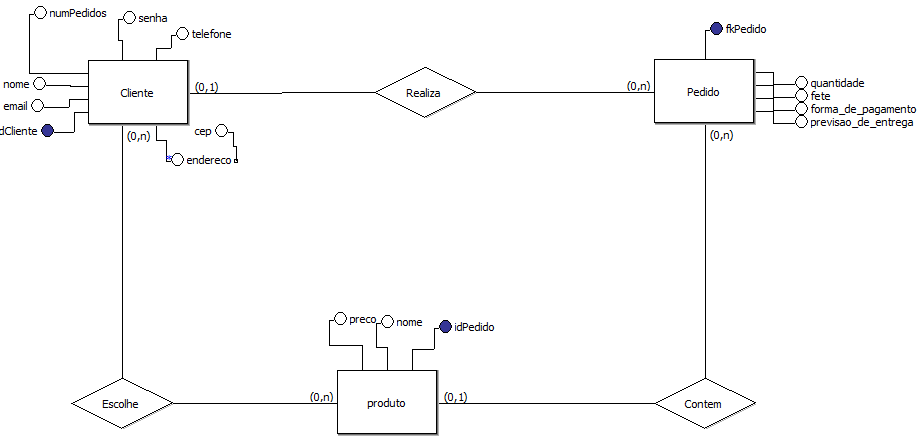 numPedidos
senha
telefone
fkPedido
nome
Cliente
(0,1)
Realiza
(0,n)
Pedido
quantidade
fete
forma_de_pagamento
previsao_de_entrega
email
dCliente
(0,n)
cep
endereco
(0,n)
preco
nome
idPedido
Escolhe
(0,n)
produto
(0,1)
Contem